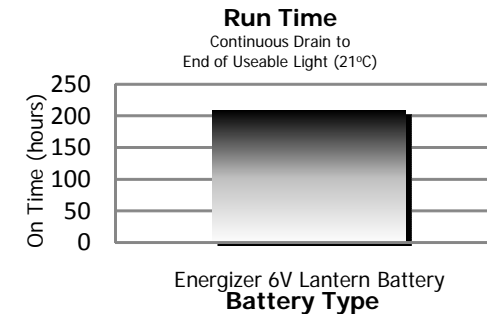 Run Time
Continuous Drain to
End of Useable Light (21ºC)
On Time (hours)
250
200
150
100
50
0
Energizer 6V Lantern Battery
Battery Type